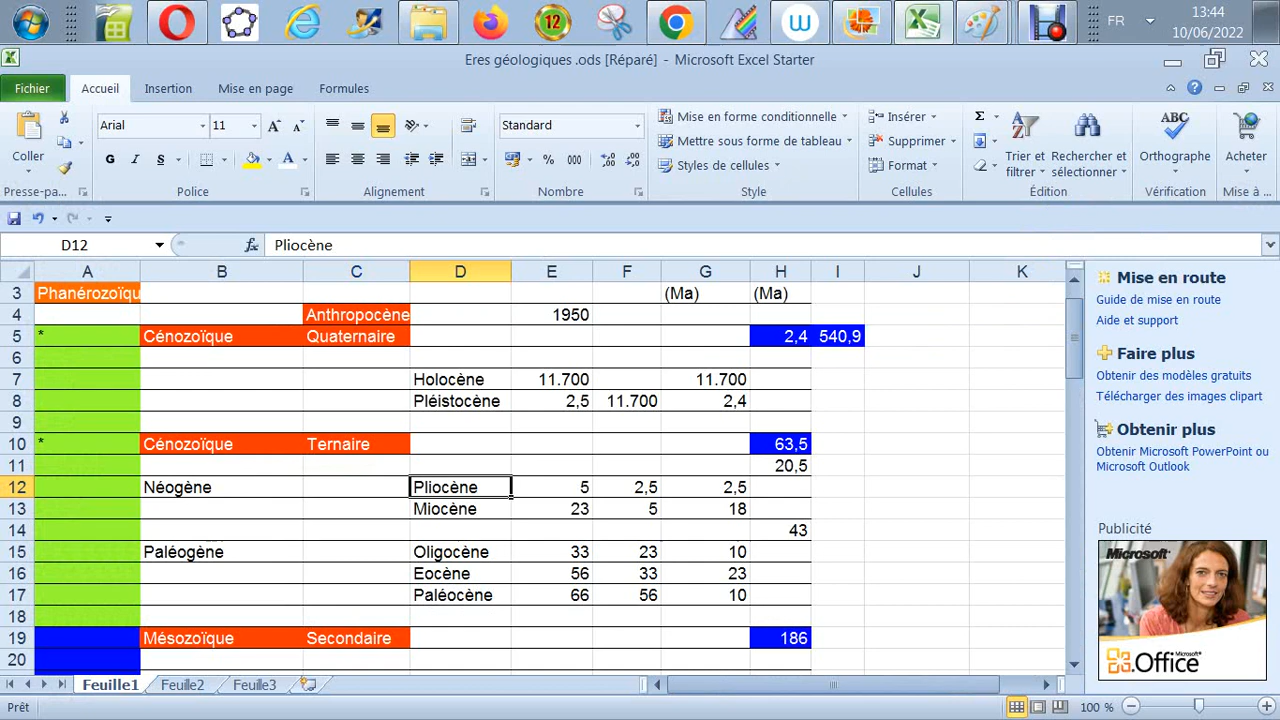 12
FR
13:44
10/06/2022
Eres géologiques .ods [Réparé] - Microsoft Excel Starter
Fichier Accueil Insertion Mise en page Formules
Coller
Presse-pa...
Arial 11
G I S
Police
Alignement
Standard
% 000
Nombre
Mise en forme conditionnelle
Mettre sous forme de tableau
Styles de cellules
Style
Insérer
Supprimer
Format
Cellules
Trier et filtrer
Rechercher et sélectionner
Édition
ABC
Orthographe
Vérification
Acheter
Mise à ...
D12 fx Pliocène
A B C D E F G H I J K
3 Phanérozoïqu (Ma) (Ma)
4 Anthropocène 1950
5 * Cénozoïque Quaternaire 2,4 540,9
6
7 Holocène 11.700 11.700
8 Pléistocène 2,5 11.700 2,4
9
10 * Cénozoïque Ternaire 63,5
11 20,5
12 Néogène Pliocène 5 2,5 2,5
13 Miocène 23 5 18
14 43
15 Paléogène Oligocène 33 23 10
16 Eocène 56 33 23
17 Paléocène 66 56 10
18
19 Mésozoïque Secondaire 186
20
Mise en route
Guide de mise en route
Aide et support
Faire plus
Obtenir des modèles gratuits
Télécharger des images clipart
Obtenir plus
Obtenir Microsoft PowerPoint ou
Microsoft Outlook
Publicité
Microsoft
Microsoft
Office
Feuille1 Feuille2 Feuille3
Prêt
100 %